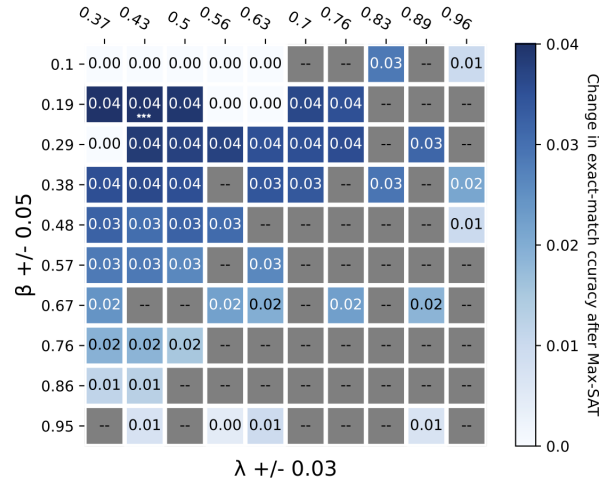 0.37 0.43 0.5 0.56 0.63 0.7 0.76 0.83 0.89 0.96
0.1 0.00 0.00 0.00 0.00 0.00 -- -- 0.03 -- 0.01
0.19 0.04 0.04 0.04 0.00 0.00 0.04 0.04 -- -- --
***
0.29 0.00 0.04 0.04 0.04 0.04 0.04 0.04 -- 0.03 --
0.38 0.04 0.04 0.04 -- 0.03 0.03 -- 0.03 -- 0.02
0.48 0.03 0.03 0.03 0.03 -- -- -- -- -- 0.01
0.57 0.03 0.03 0.03 -- 0.03 -- -- -- -- --
0.67 0.02 -- -- 0.02 0.02 -- 0.02 -- 0.02 --
0.76 0.02 0.02 0.02 -- -- -- -- -- -- --
0.86 0.01 0.01 -- -- -- -- -- -- -- --
0.95 -- 0.01 -- 0.00 0.01 -- -- -- 0.01 --
β +/- 0.05
λ +/- 0.03
0.04
0.03
0.02
0.01
0.0
Change in exact-match ccuracy after Max-SAT